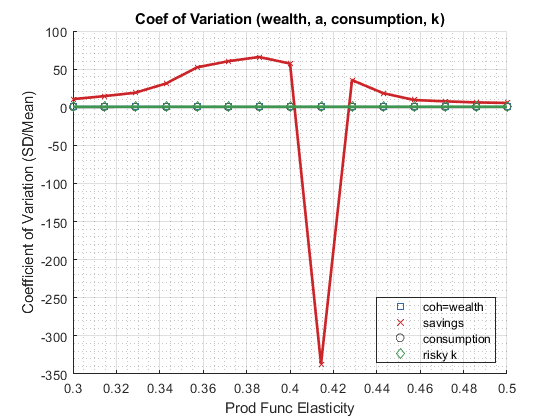 Coef of Variation (wealth, a, consumption, k)
Coefficient of Variation (SD/Mean)
100
50
0
-50
-100
-150
-200
-250
-300
-350
coh=wealth
savings
consumption
risky k
0.3 0.32 0.34 0.36 0.38 0.4 0.42 0.44 0.46 0.48 0.5
Prod Func Elasticity